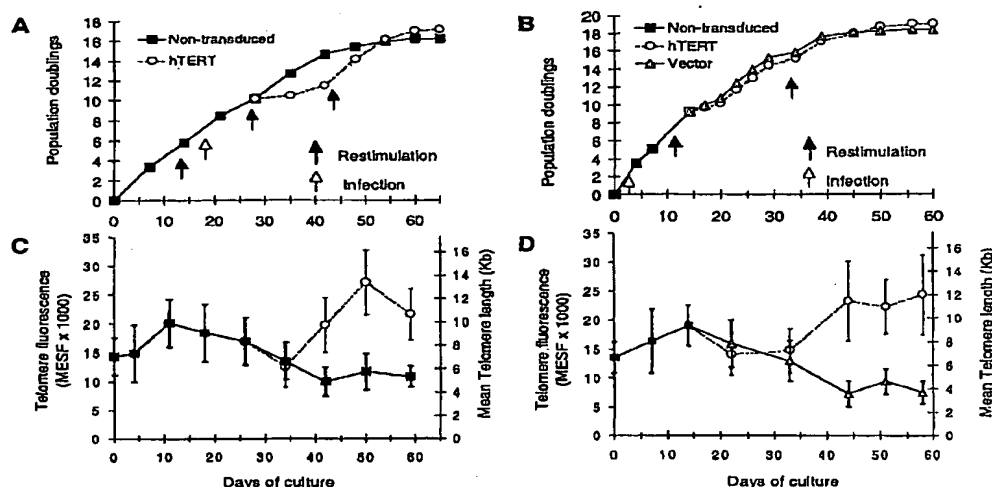 A
Population doublings
18
16
14
12
10
8
6
4
2
0
Non-transduced
hTERT
Restimulation
Infection
0 10 20 30 40 50 60
B
Population doublings
20
18
16
14
12
10
8
6
4
2
0
Non-transduced
hTERT
Vector
Restimulation
Infection
0 10 20 30 40 50 60
C
Telomere fluorescence
(MESF x 1000)
35
30
25
20
15
10
5
0
16
14
12
10
8
6
4
2
0
Mean Telomere length (Kb)
0 10 20 30 40 50 60
Days of culture
D
Telomere fluorescence
(MESF x 1000)
35
30
25
20
15
10
5
0
16
14
12
10
8
6
4
2
0
Mean Telomere length (Kb)
0 10 20 30 40 50 60
Days of culture